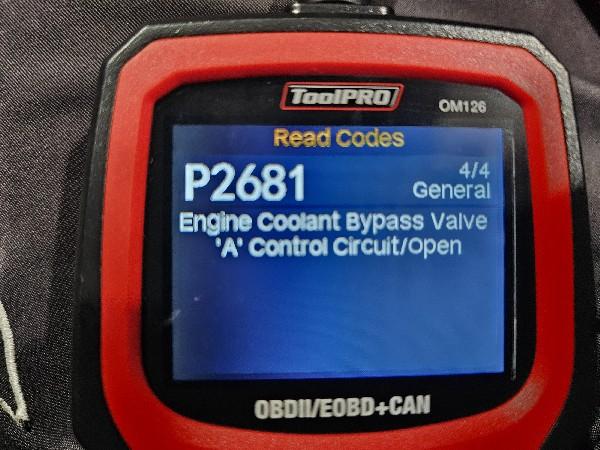 ToolPRO
OM126
Read Codes
P2681
4/4
General
Engine Coolant Bypass Valve
'A' Control Circuit/Open
OBDII/EOBD+CAN